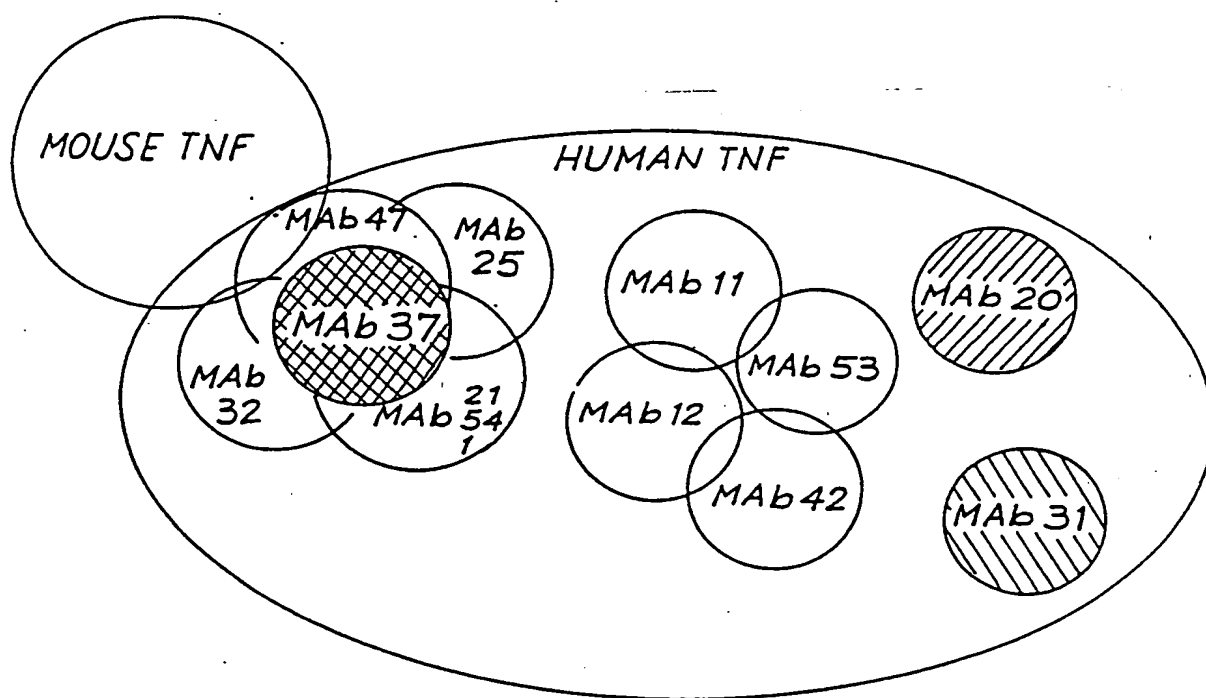 MOUSE TNF
HUMAN TNF
MAb 47
MAb
25
MAb 37
MAb
32
MAb
21
54
1
MAb 11
MAb 53
MAb 12
MAb 42
MAb 20
MAb 31